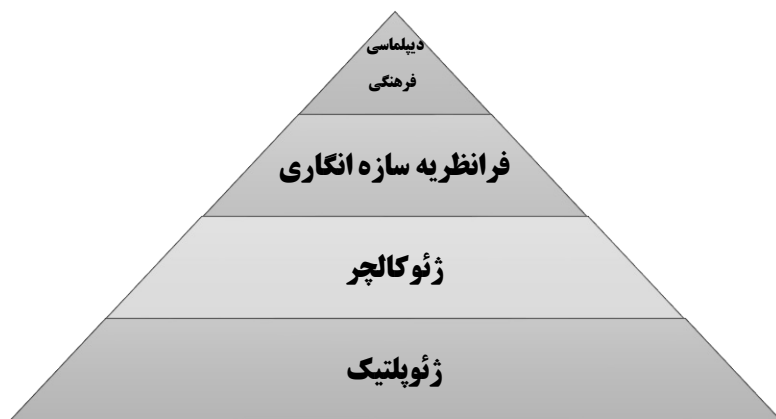 دیپلماسی
فرهنگی
فرانظریه سازه انگاری
ژئوکالچر
ژئوپلتیک